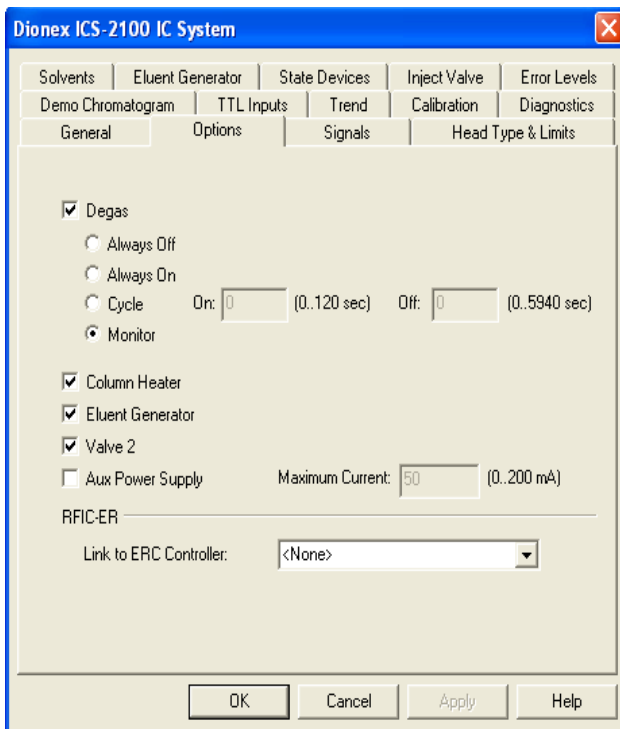 Dionex ICS-2100 IC System
Solvents Eluent Generator State Devices Inject Valve Error Levels
Demo Chromatogram TTL Inputs Trend Calibration Diagnostics
General Options Signals Head Type & Limits
Degas
Always Off
Always On
Cycle On: 0 (0..120 sec) Off: 0 (0..5940 sec)
Monitor
Column Heater
Eluent Generator
Valve 2
Aux Power Supply Maximum Current: 50 (0..200 mA)
RFIC-ER
Link to ERC Controller: <None>
OK Cancel Apply Help